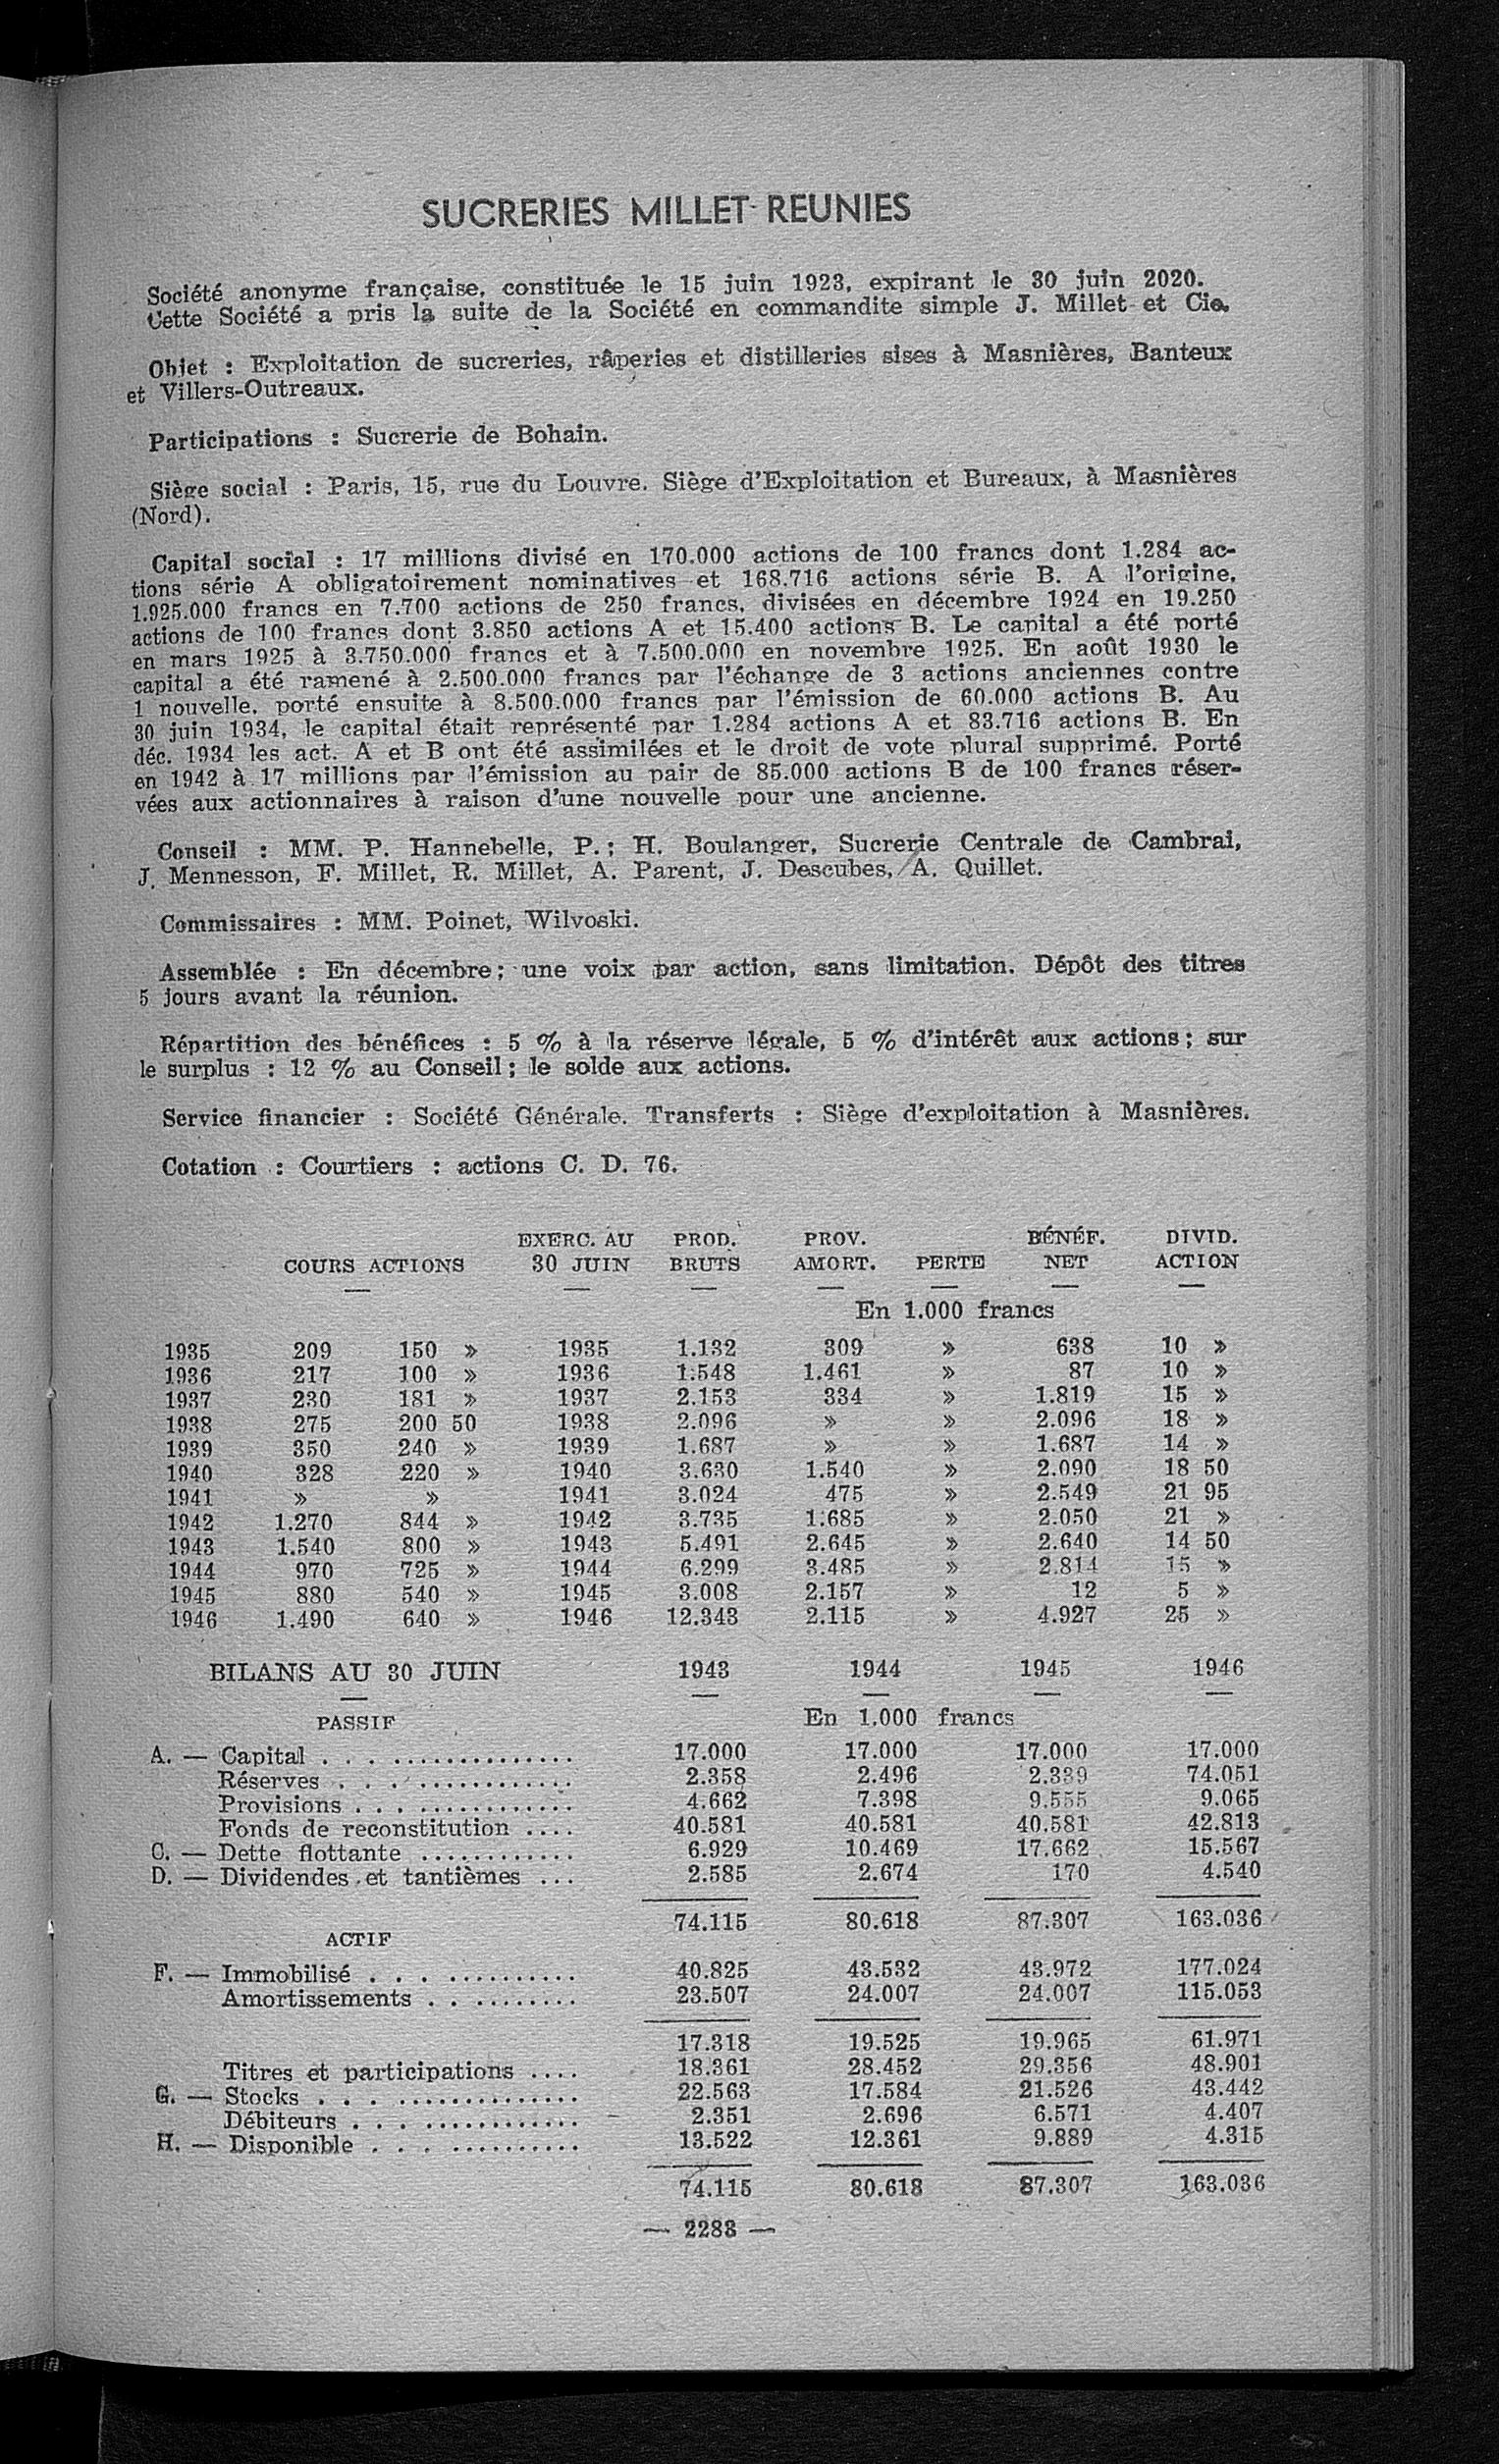 SUCRERIES MILLET-REUNIES
Société anonyme française, constituée le 15 juin 1923, expirant le 30 juin 2020.
Cette Société a pris la suite de la Société en commandite simple J. Millet et Cie.
Objet : Exploitation de sucreries, râperies et distilleries sises à Masnières, Banteux
et Villers-Outreaux.
Participations : Sucrerie de Bohain.
Siège social : Paris, 15, rue du Louvre. Siège d'Exploitation et Bureaux, à Masnières
(Nord).
Capital social : 17 millions divisé en 170.000 actions de 100 francs dont 1.284 ac-
tions série A obligatoirement nominatives et 168.716 actions série B. A l'origine,
1.925.000 francs en 7.700 actions de 250 francs, divisées en décembre 1924 en 19.250
actions de 100 francs dont 3.850 actions A et 15.400 actions B. Le capital a été porté
en mars 1925 à 3.750.000 francs et à 7.500.000 en novembre 1925. En août 1930 le
capital a été ramené à 2.500.000 francs par l'échange de 3 actions anciennes contre
1 nouvelle, porté ensuite à 8.500.000 francs par l'émission de 60.000 actions B. Au
30 juin 1934, le capital était représenté par 1.284 actions A et 83.716 actions B. En
déc. 1934 les act. A et B ont été assimilées et le droit de vote plural supprimé. Porté
en 1942 à 17 millions par l'émission au pair de 85.000 actions B de 100 francs réser-
vées aux actionnaires à raison d'une nouvelle pour une ancienne.
Conseil : MM. P. Hannebelle, P.; H. Boulanger, Sucrerie Centrale de Cambrai,
J. Mennesson, F. Millet, R. Millet, A. Parent, J. Descubes, A. Quillet.
Commissaires : MM. Poinet, Wilvoski.
Assemblée : En décembre; une voix par action, sans limitation. Dépôt des titres
5 jours avant la réunion.
Répartition des bénéfices : 5 % à la réserve légale, 5 % d'intérêt aux actions; sur
le surplus : 12 % au Conseil; le solde aux actions.
Service financier : Société Générale. Transferts : Siège d'exploitation à Masnières.
Cotation : Courtiers : actions C. D. 76.
EXERC. AU PROD. PROV. BÉNÉF. DIVID.
COURS ACTIONS 30 JUIN BRUTS AMORT. PERTE NET ACTION
En 1.000 francs
1935 209 150 » 1935 1.132 309 » 638 10 »
1936 217 100 » 1936 1.548 1.461 » 87 10 »
1937 230 181 » 1937 2.153 334 » 1.819 15 »
1938 275 200 50 1938 2.096 » » 2.096 18 »
1939 350 240 » 1939 1.687 » » 1.687 14 »
1940 328 220 » 1940 3.630 1.540 » 2.090 18 50
1941 » » 1941 3.024 475 » 2.549 21 95
1942 1.270 844 » 1942 3.735 1.685 » 2.050 21 »
1943 1.540 800 » 1943 5.491 2.645 » 2.640 14 50
1944 970 725 » 1944 6.299 3.485 » 2.814 15 »
1945 880 540 » 1945 3.008 2.157 » 12 5 »
1946 1.490 640 » 1946 12.343 2.115 » 4.927 25 »
BILANS AU 30 JUIN 1943 1944 1945 1946
PASSIF En 1.000 francs
A. — Capital . . . ............... 17.000 17.000 17.000 17.000
Réserves . . . ............. 2.358 2.496 2.339 74.051
Provisions . . . ............. 4.662 7.398 9.555 9.065
Fonds de reconstitution .... 40.581 40.581 40.581 42.813
C. — Dette flottante ............ 6.929 10.469 17.662 15.567
D. — Dividendes et tantièmes ... 2.585 2.674 170 4.540
74.115 80.618 87.307 163.036
ACTIF
F. — Immobilisé . . . ........... 40.825 43.532 43.972 177.024
Amortissements . . ......... 23.507 24.007 24.007 115.053
17.318 19.525 19.965 61.971
Titres et participations .... 18.361 28.452 29.356 48.901
G. — Stocks . . . ............... 22.563 17.584 21.526 43.442
Débiteurs . . . ............. 2.351 2.696 6.571 4.407
H. — Disponible . . . ........... 13.522 12.361 9.889 4.315
74.115 80.618 87.307 163.036
— 2283 —